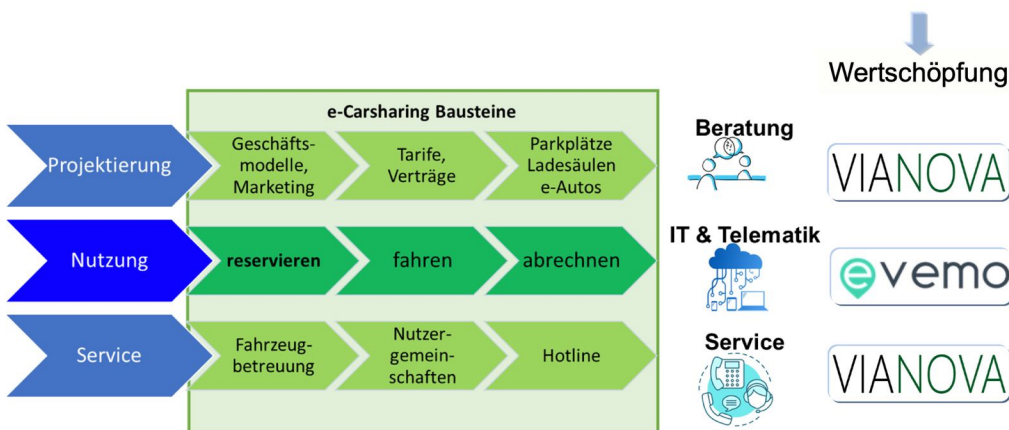 Wertschöpfung
e-Carsharing Bausteine
Projektierung
Geschäfts-
modelle,
Marketing
Tarife,
Verträge
Parkplätze
Ladesäulen
e-Autos
Beratung
VIANOVA
Nutzung
reservieren
fahren
abrechnen
IT & Telematik
evemo
Service
Fahrzeug-
betreuung
Nutzer-
gemein-
schaften
Hotline
Service
VIANOVA